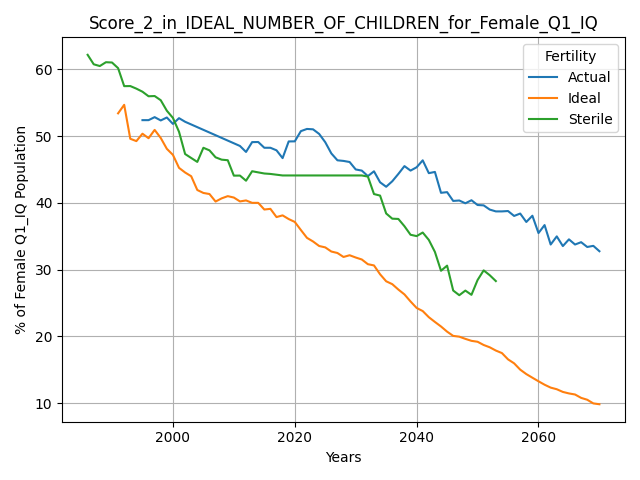 Score_2_in_IDEAL_NUMBER_OF_CHILDREN_for_Female_Q1_IQ
Fertility
Actual
Ideal
Sterile
% of Female Q1_IQ Population
60
50
40
30
20
10
2000
2020
2040
2060
Years